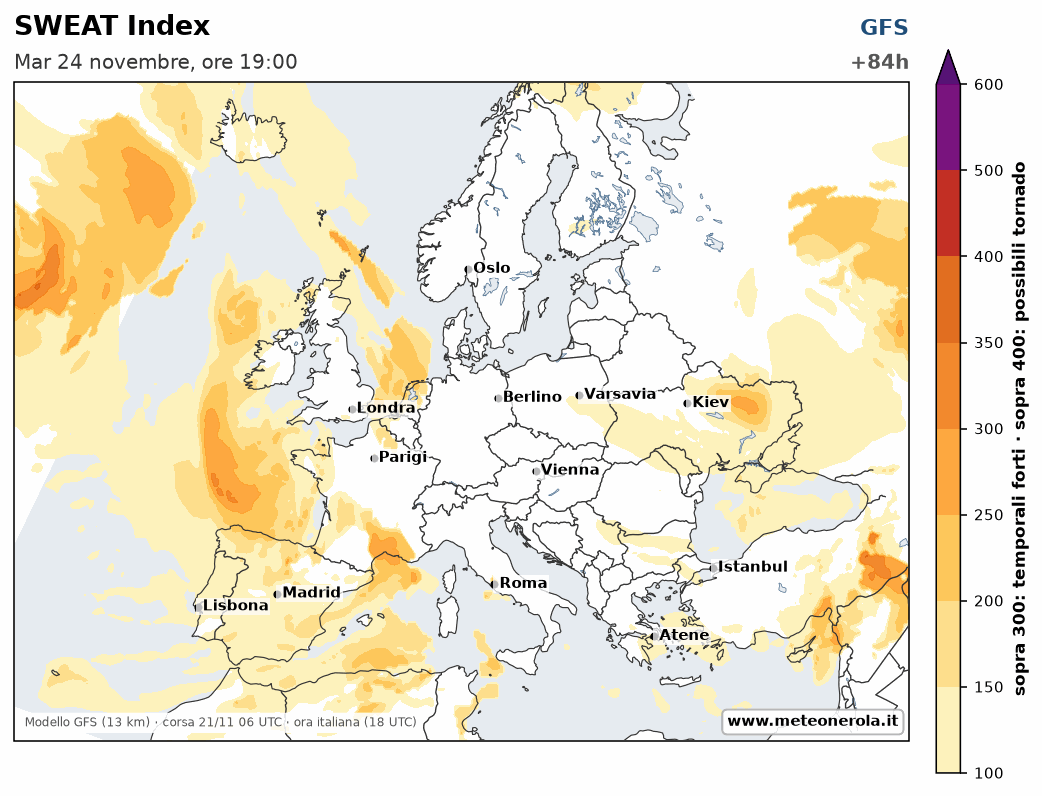 SWEAT Index
GFS
Mar 24 novembre, ore 19:00
+84h
Oslo
Londra
Berlino
Varsavia
Kiev
Parigi
Vienna
Istanbul
Roma
Madrid
Lisbona
Atene
Modello GFS (13 km) · corsa 21/11 06 UTC · ora italiana (18 UTC)
www.meteonerola.it
600
500
400
350
300
250
200
150
100
sopra 300: temporali forti · sopra 400: possibili tornado